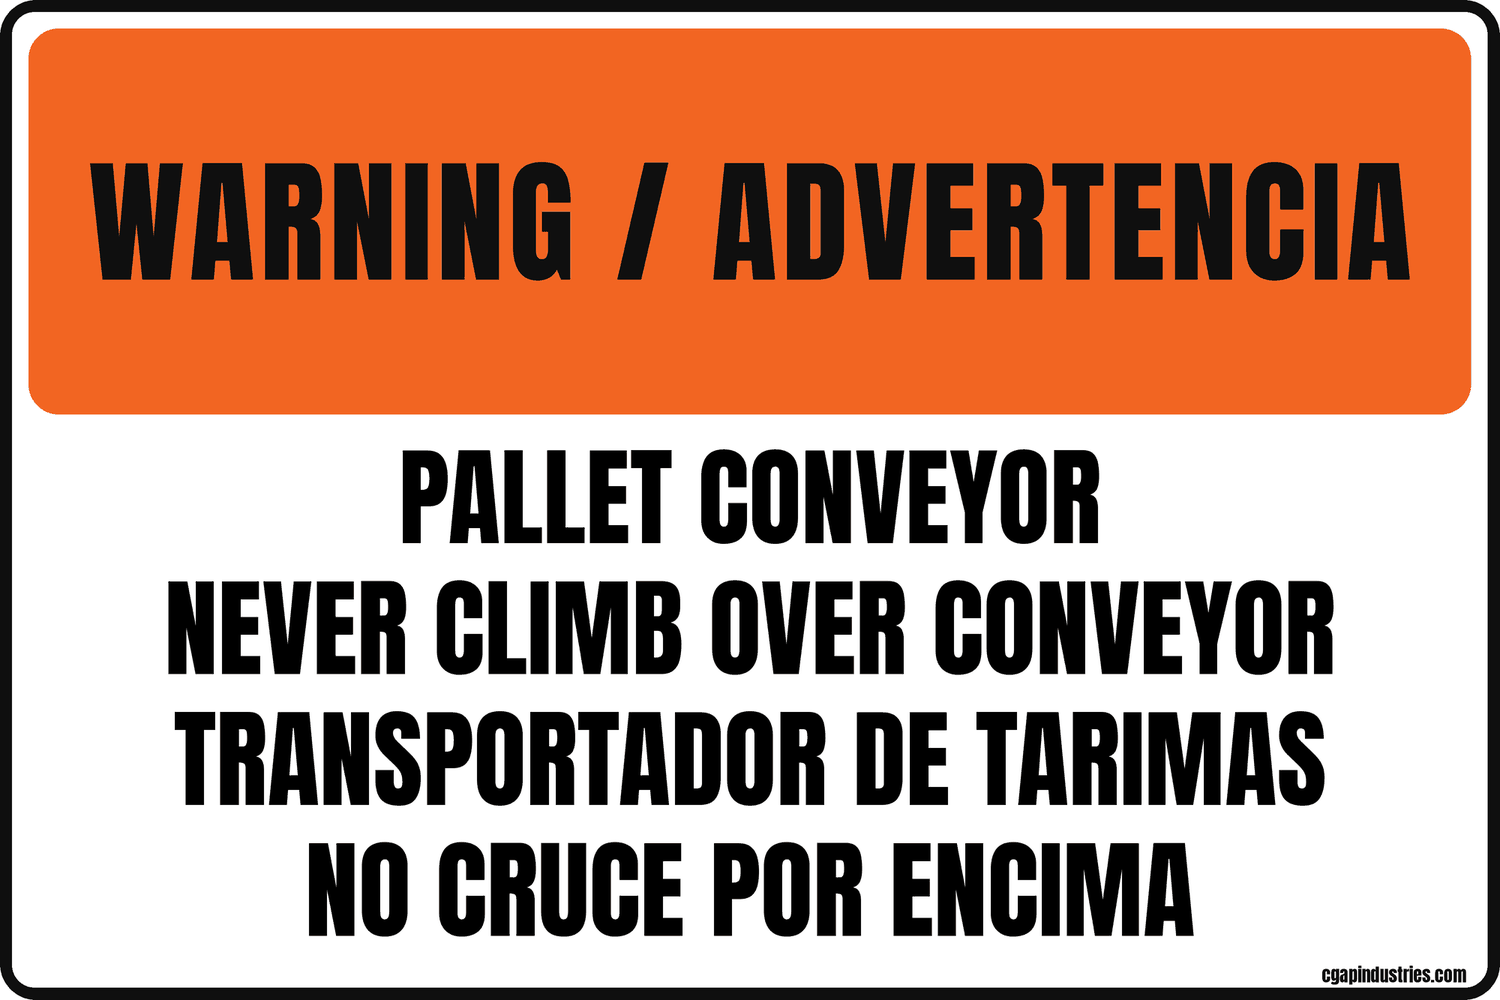 WARNING / ADVERTENCIA
PALLET CONVEYOR
NEVER CLIMB OVER CONVEYOR
TRANSPORTADOR DE TARIMAS
NO CRUCE POR ENCIMA
cgapindustries.com